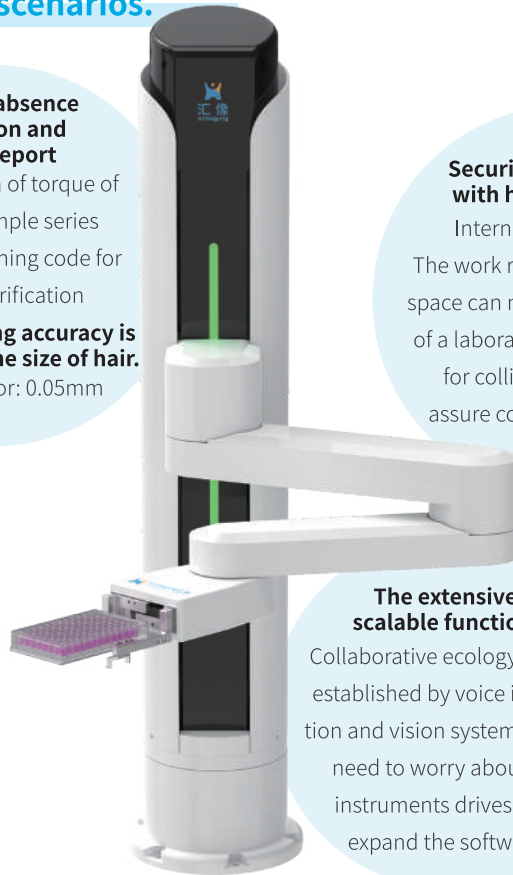 scenarios.
absence
on and
eport
n of torque of
mple series
ning code for
rification
ng accuracy is
he size of hair.
or: 0.05mm
汇像
Securi
with h
Intern
The work r
space can r
of a labora
for colli
assure co
The extensive
scalable functio
Collaborative ecology
established by voice i
tion and vision system
need to worry abou
instruments drives
expand the softw